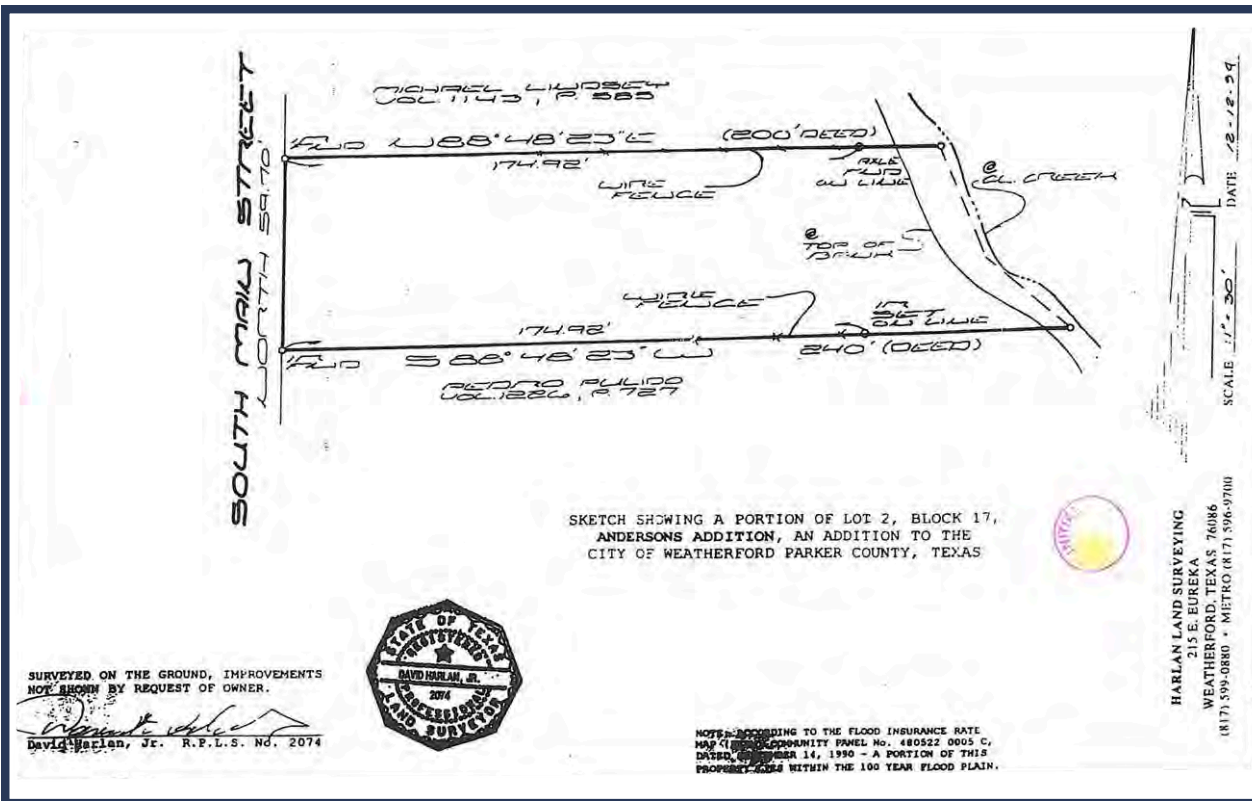 MICHAEL LINDSEY
VOL. 1143, P. 585
SOUTH MAIN STREET
NORTH 59.70'
FND N 88° 48' 23" E (200' DEED)
174.92'
WIRE
FENCE
AXLE
FND
ON LINE
@
CL. CREEK
@
TOP OF
BANK
WIRE
FENCE
IR
SET
ON LINE
174.92'
FND S 88° 48' 23" W 240' (DEED)
PEDRO PULIDO
VOL. 1226, P. 727
SCALE 1" = 30' DATE 12-12-94
SKETCH SHOWING A PORTION OF LOT 2, BLOCK 17,
ANDERSONS ADDITION, AN ADDITION TO THE
CITY OF WEATHERFORD PARKER COUNTY, TEXAS
HARLAN LAND SURVEYING
215 E. EUREKA
WEATHERFORD, TEXAS 76086
(817) 599-0880 • METRO (817) 596-9700
STATE OF TEXAS
REGISTERED
DAVID HARLAN, JR.
2074
PROFESSIONAL
LAND SURVEYOR
SURVEYED ON THE GROUND, IMPROVEMENTS
NOT SHOWN BY REQUEST OF OWNER.
David Harlan, Jr. R.P.L.S. No. 2074
NOTE: ACCORDING TO THE FLOOD INSURANCE RATE
MAP COMMUNITY PANEL No. 480522 0005 C,
DATED 14, 1990 - A PORTION OF THIS
PROPERTY LIES WITHIN THE 100 YEAR FLOOD PLAIN.